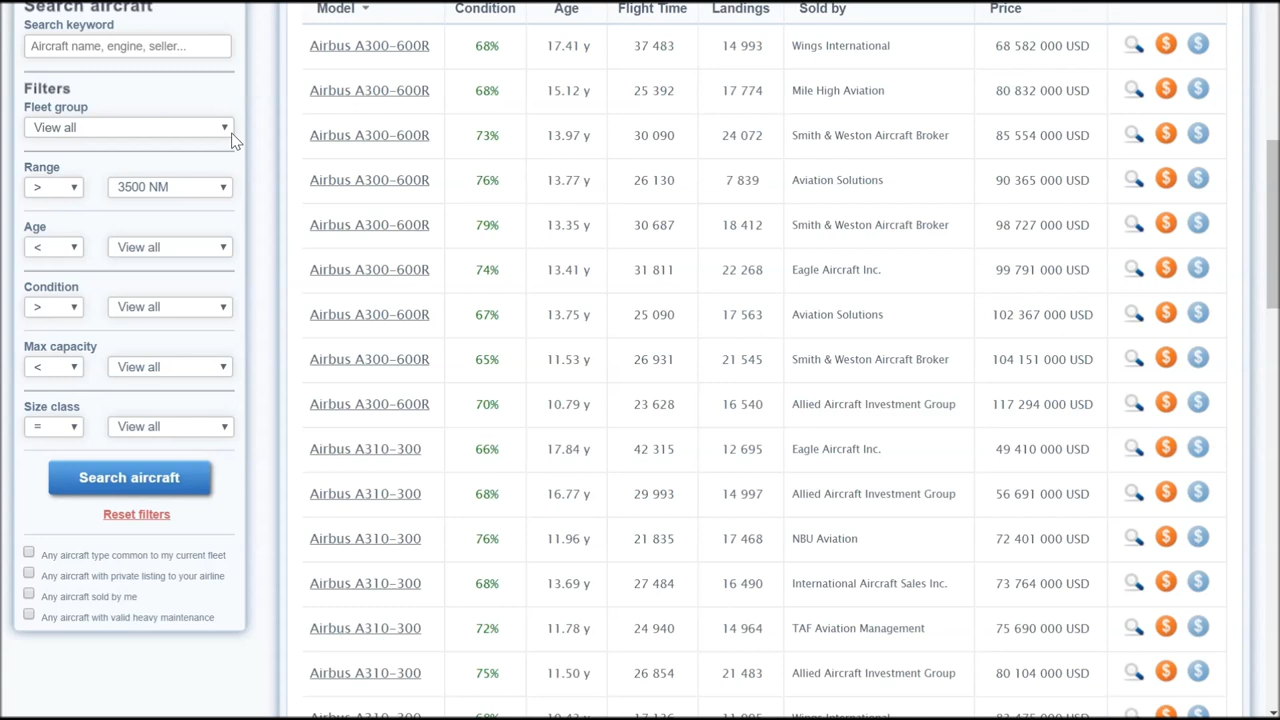 Search aircraft
Search keyword
Aircraft name, engine, seller...
Filters
Fleet group
View all
Range
> 3500 NM
Age
< View all
Condition
> View all
Max capacity
< View all
Size class
= View all
Search aircraft
Reset filters
Any aircraft type common to my current fleet
Any aircraft with private listing to your airline
Any aircraft sold by me
Any aircraft with valid heavy maintenance
Model Condition Age Flight Time Landings Sold by Price
Airbus A300-600R 68% 17.41 y 37 483 14 993 Wings International 68 582 000 USD
Airbus A300-600R 68% 15.12 y 25 392 17 774 Mile High Aviation 80 832 000 USD
Airbus A300-600R 73% 13.97 y 30 090 24 072 Smith & Weston Aircraft Broker 85 554 000 USD
Airbus A300-600R 76% 13.77 y 26 130 7 839 Aviation Solutions 90 365 000 USD
Airbus A300-600R 79% 13.35 y 30 687 18 412 Smith & Weston Aircraft Broker 98 727 000 USD
Airbus A300-600R 74% 13.41 y 31 811 22 268 Eagle Aircraft Inc. 99 791 000 USD
Airbus A300-600R 67% 13.75 y 25 090 17 563 Aviation Solutions 102 367 000 USD
Airbus A300-600R 65% 11.53 y 26 931 21 545 Smith & Weston Aircraft Broker 104 151 000 USD
Airbus A300-600R 70% 10.79 y 23 628 16 540 Allied Aircraft Investment Group 117 294 000 USD
Airbus A310-300 66% 17.84 y 42 315 12 695 Eagle Aircraft Inc. 49 410 000 USD
Airbus A310-300 68% 16.77 y 29 993 14 997 Allied Aircraft Investment Group 56 691 000 USD
Airbus A310-300 76% 11.96 y 21 835 17 468 NBU Aviation 72 401 000 USD
Airbus A310-300 68% 13.69 y 27 484 16 490 International Aircraft Sales Inc. 73 764 000 USD
Airbus A310-300 72% 11.78 y 24 940 14 964 TAF Aviation Management 75 690 000 USD
Airbus A310-300 75% 11.50 y 26 854 21 483 Allied Aircraft Investment Group 80 104 000 USD
Airbus A310-300 Wings International USD